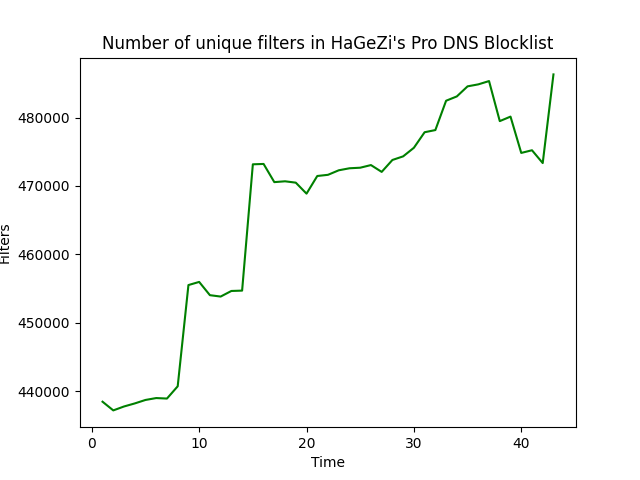 Number of unique filters in HaGeZi's Pro DNS Blocklist
480000
470000
460000
450000
440000
Filters
0 10 20 30 40
Time